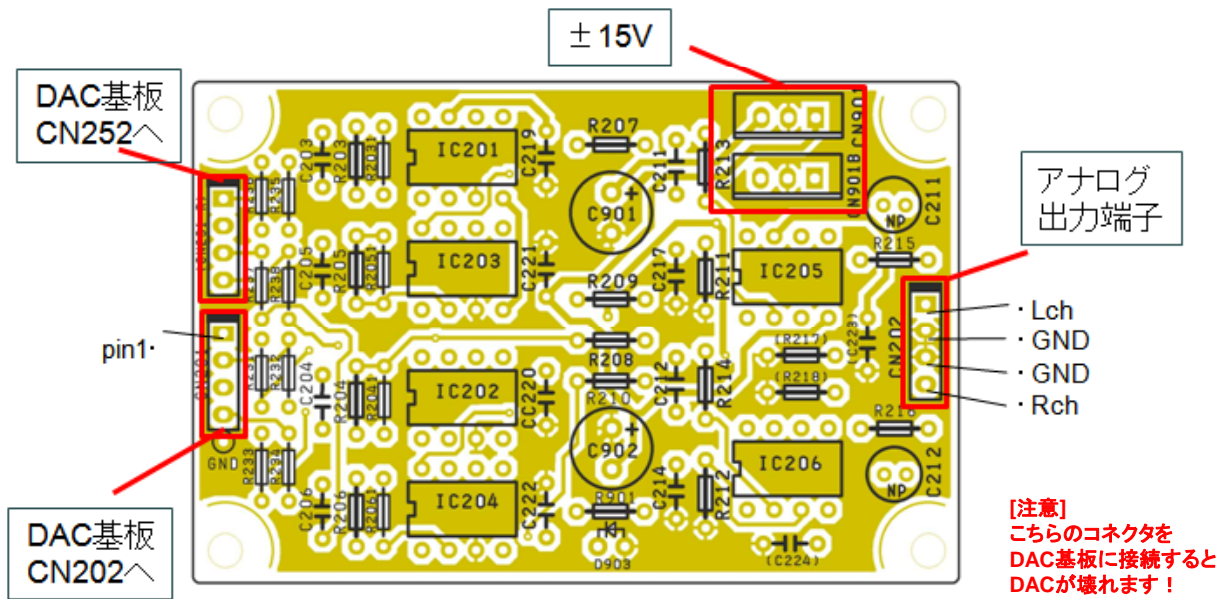 ±15V
DAC基板
CN252へ
アナログ
出力端子
・Lch
・GND
・GND
・Rch
pin1・
DAC基板
CN202へ
[注意]
こちらのコネクタを
DAC基板に接続すると
DACが壊れます！
C203
R203
R2031
IC201
C219
R207
C211
R213
CN901
CN901B
C211
NP
R235
C901
+
R215
C205
R205
R2051
IC203
C221
R209
C217
R211
IC205
R238
CN202
(C223)
(R217)
(R218)
R208
R232
C204
R204
R2041
IC202
C220
R210
C212
R214
R216
C902
+
GND
R233
R234
C206
R206
R2061
IC204
C222
R901
D903
C214
R212
IC206
NP
C212
(C224)